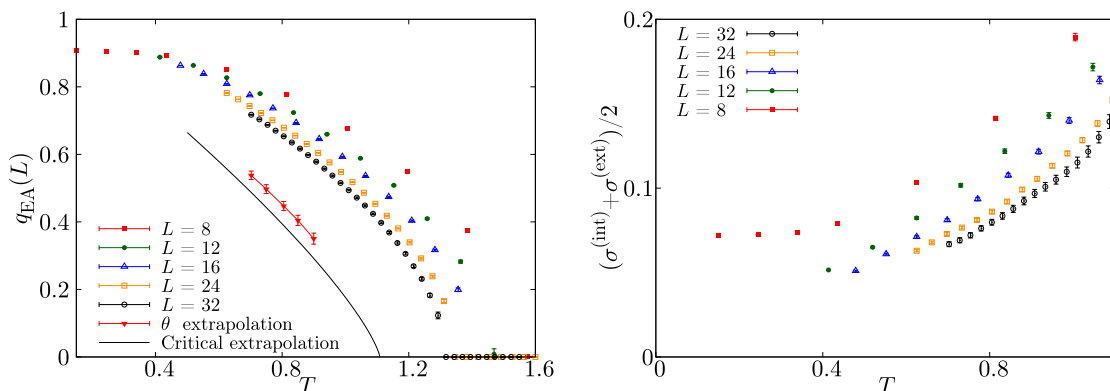 1
0.8
0.6
0.4
0.2
0
q_EA(L)
L = 8
L = 12
L = 16
L = 24
L = 32
θ extrapolation
Critical extrapolation
0.4 0.8 1.2 1.6
T
0.2
0.1
0
(σ^(int)+σ^(ext))/2
L = 32
L = 24
L = 16
L = 12
L = 8
0 0.4 0.8
T